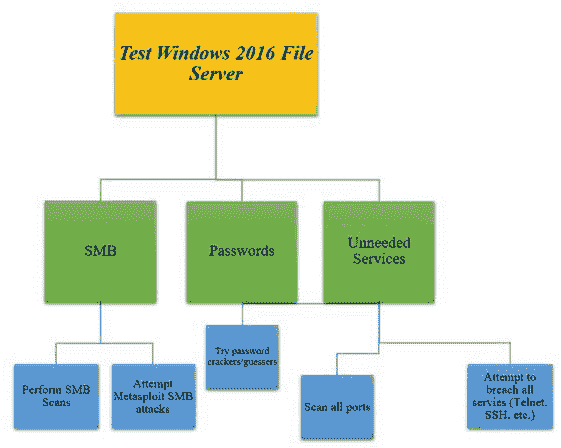 Test Windows 2016 File
Server
SMB
Passwords
Unneeded
Services
Try password
crackers/guessers
Perform SMB
Scans
Attempt
Metasploit SMB
attacks
Scan all ports
Attempt to
breach all
servies (Telnet.
SSH. etc.)